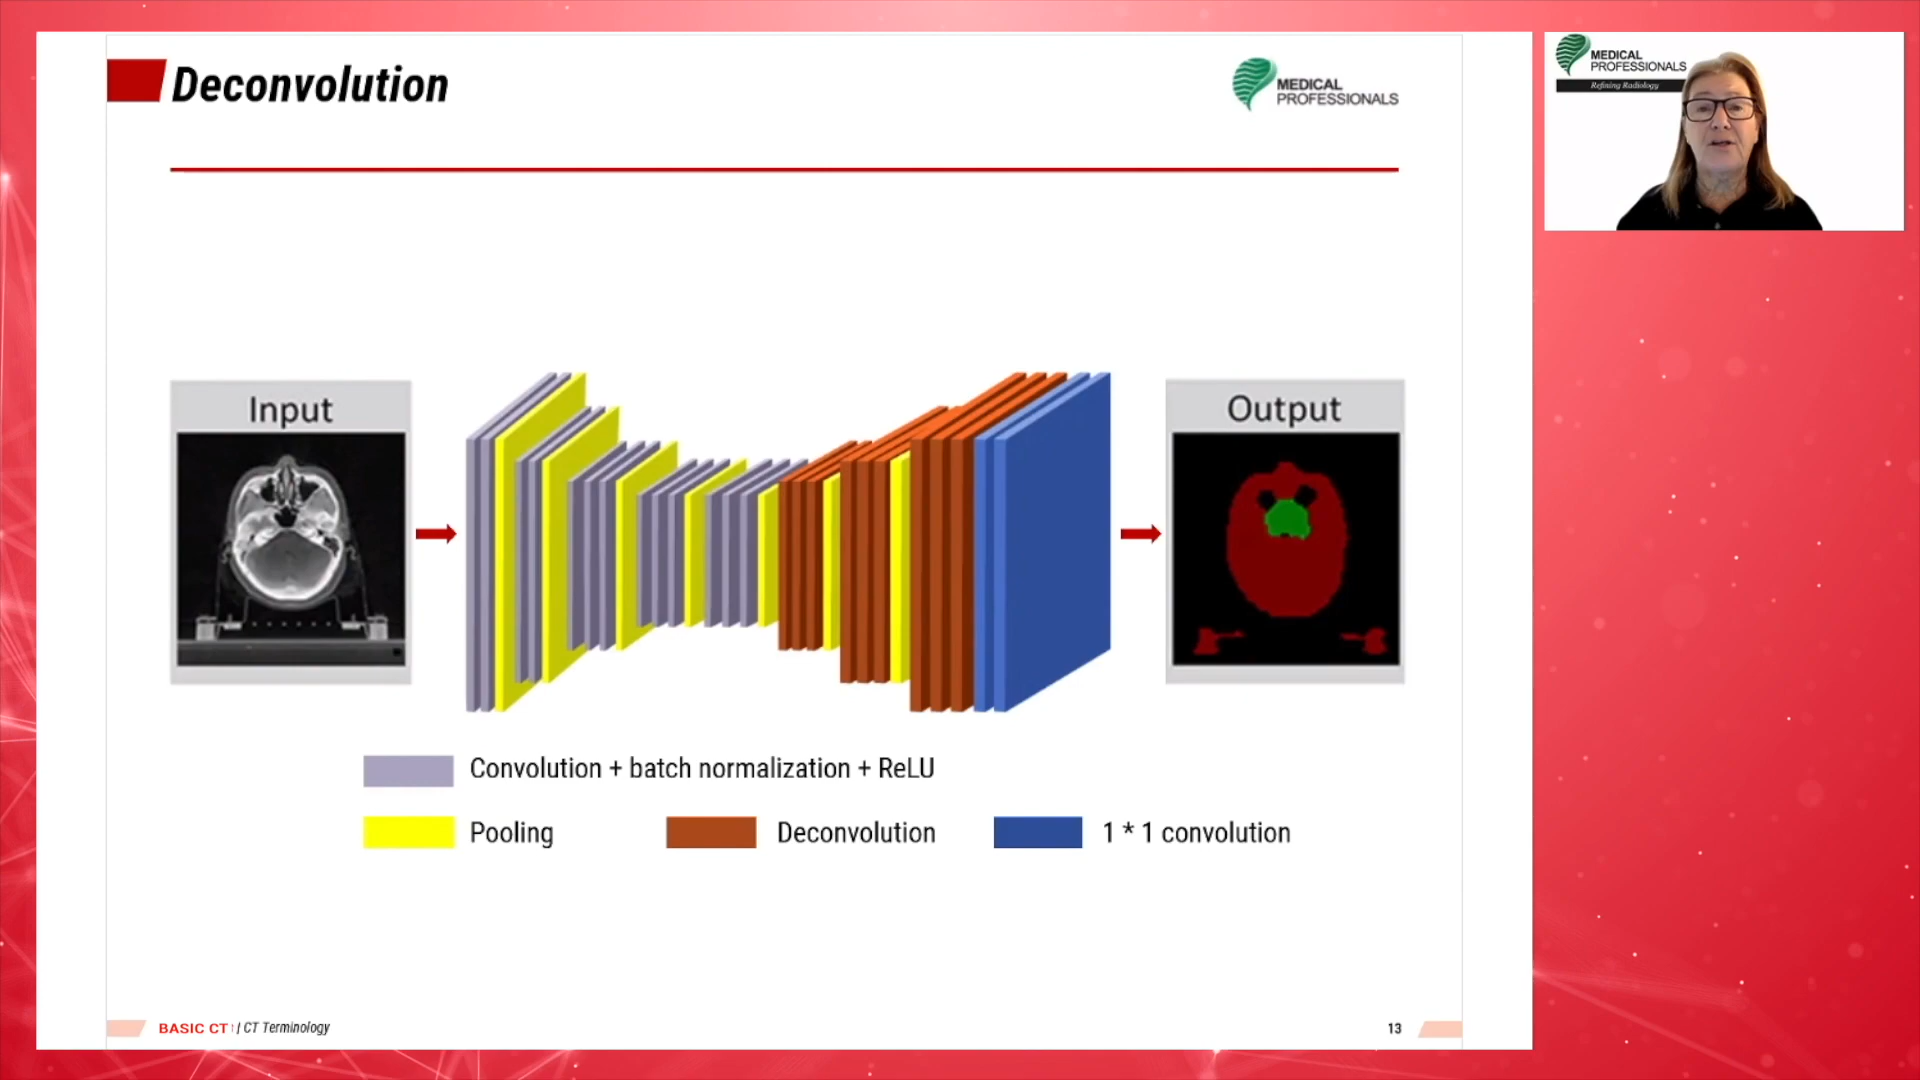 Deconvolution
MEDICAL
PROFESSIONALS
MEDICAL
PROFESSIONALS
Refining Radiology
Input
Output
Convolution + batch normalization + ReLU
Pooling
Deconvolution
1 * 1 convolution
BASIC CT | CT Terminology
13